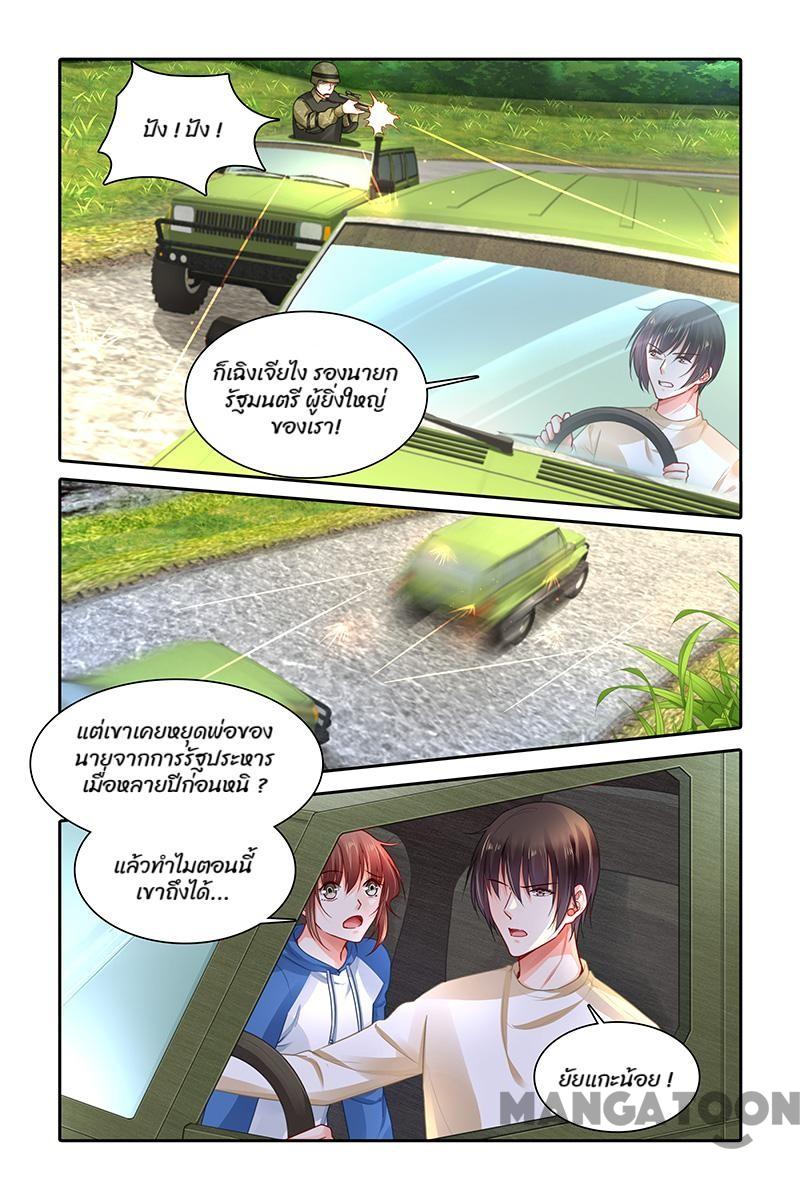 ปัง ! ปัง !
ก็เฉิงเจียไง รองนายก
รัฐมนตรี ผู้ยิ่งใหญ่
ของเรา!
แต่เขาเคยหยุดพ่อของ
นายจากการรัฐประหาร
เมื่อหลายปีก่อนหนิ ?
แล้วทำไมตอนนี้
เขาถึงได้...
ยัยแกะน้อย !
MANGATOON